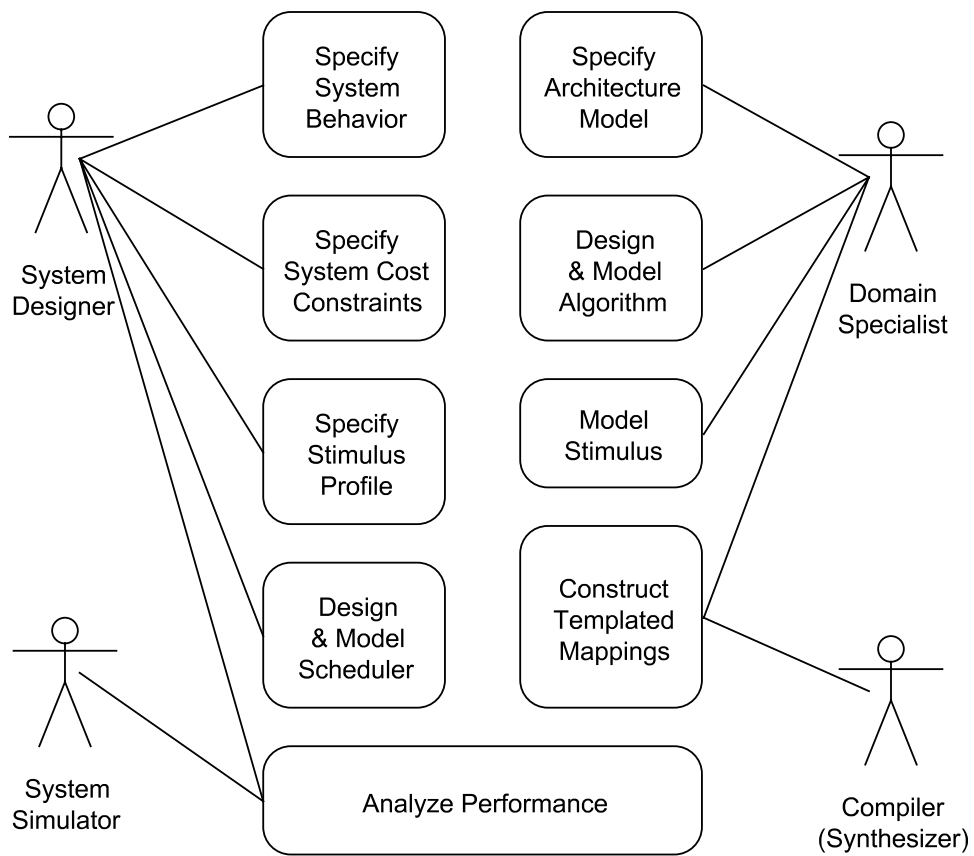 Specify
System
Behavior
Specify
Architecture
Model
System
Designer
Specify
System Cost
Constraints
Design
& Model
Algorithm
Domain
Specialist
Specify
Stimulus
Profile
Model
Stimulus
Design
& Model
Scheduler
Construct
Templated
Mappings
System
Simulator
Analyze Performance
Compiler
(Synthesizer)